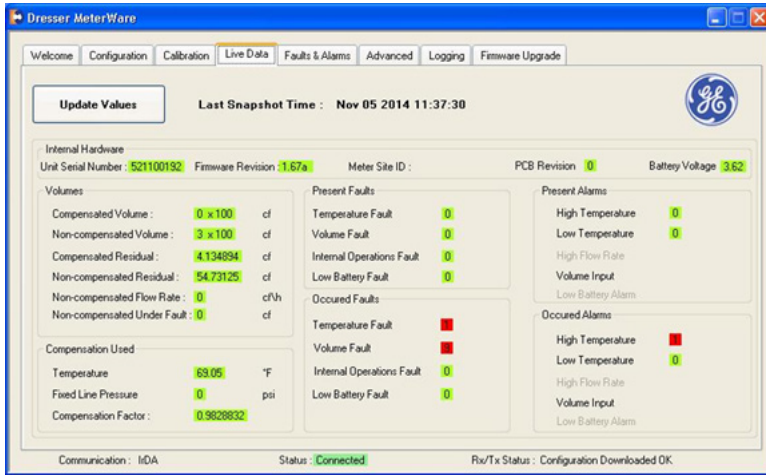 Dresser MeterWare
Welcome Configuration Calibration Live Data Faults & Alarms Advanced Logging Firmware Upgrade
Update Values Last Snapshot Time : Nov 05 2014 11:37:30
Internal Hardware
Unit Serial Number : 521100192 Firmware Revision : 1.67a Meter Site ID : PCB Revision 0 Battery Voltage 3.62
Volumes
Compensated Volume : 0 x 100 cf
Non-compensated Volume : 3 x 100 cf
Compensated Residual : 4.134894 cf
Non-compensated Residual : 54.73125 cf
Non-compensated Flow Rate : 0 cf\h
Non-compensated Under Fault : 0 cf
Compensation Used
Temperature 69.05 °F
Fixed Line Pressure 0 psi
Compensation Factor : 0.9828832
Present Faults
Temperature Fault 0
Volume Fault 0
Internal Operations Fault 0
Low Battery Fault 0
Occured Faults
Temperature Fault 1
Volume Fault
Internal Operations Fault 0
Low Battery Fault 0
Present Alarms
High Temperature 0
Low Temperature 0
High Flow Rate
Volume Input
Low Battery Alarm
Occured Alarms
High Temperature 1
Low Temperature 0
High Flow Rate
Volume Input
Low Battery Alarm
Communication : IrDA Status : Connected Rx/Tx Status : Configuration Downloaded OK